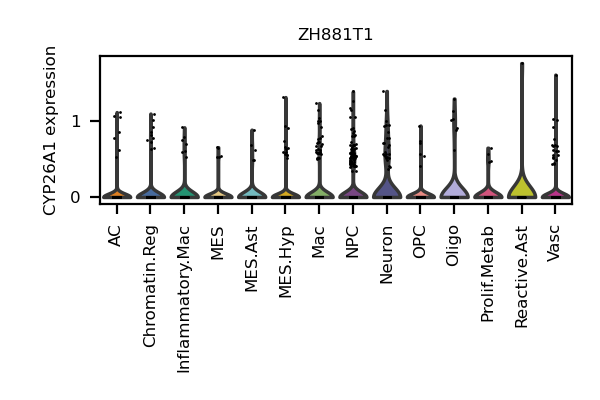 ZH881T1
CYP26A1 expression
1
0
AC
Chromatin.Reg
Inflammatory.Mac
MES
MES.Ast
MES.Hyp
Mac
NPC
Neuron
OPC
Oligo
Prolif.Metab
Reactive.Ast
Vasc